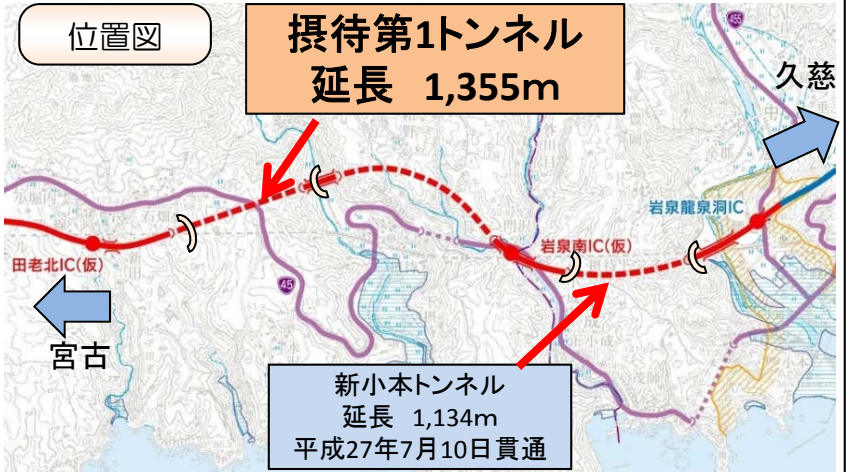 位置図
摂待第1トンネル
延長 1,355m
久慈
455
岩泉龍泉洞IC
岩泉南IC(仮)
田老北IC(仮)
45
宮古
新小本トンネル
延長 1,134m
平成27年7月10日貫通